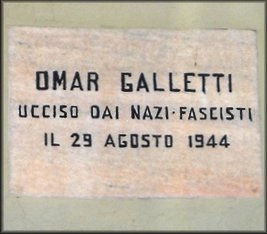 OMAR GALLETTI
UCCISO DAI NAZI-FASCISTI
IL 29 AGOSTO 1944